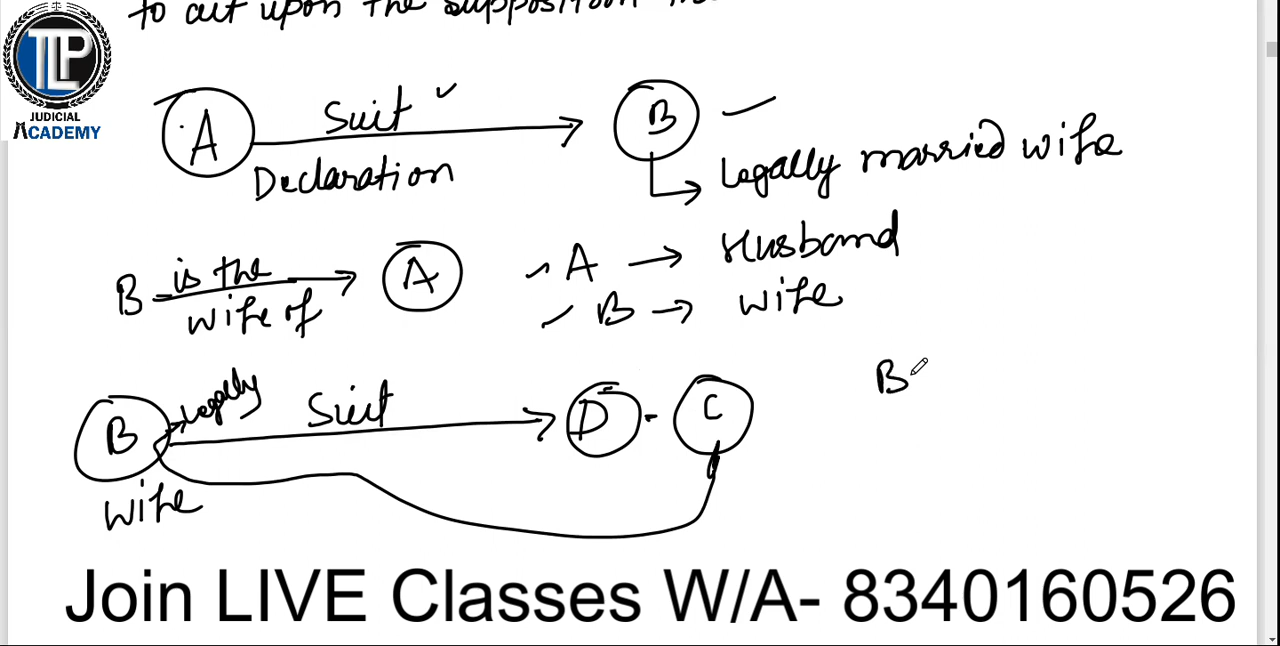 to act upon the supposition
TLP
JUDICIAL
ACADEMY
A Suit B
Declaration
Legally married wife
B is the wife of A
A → Husband
B → wife
B Legally Suit D - C
wife
B
Join LIVE Classes W/A- 8340160526